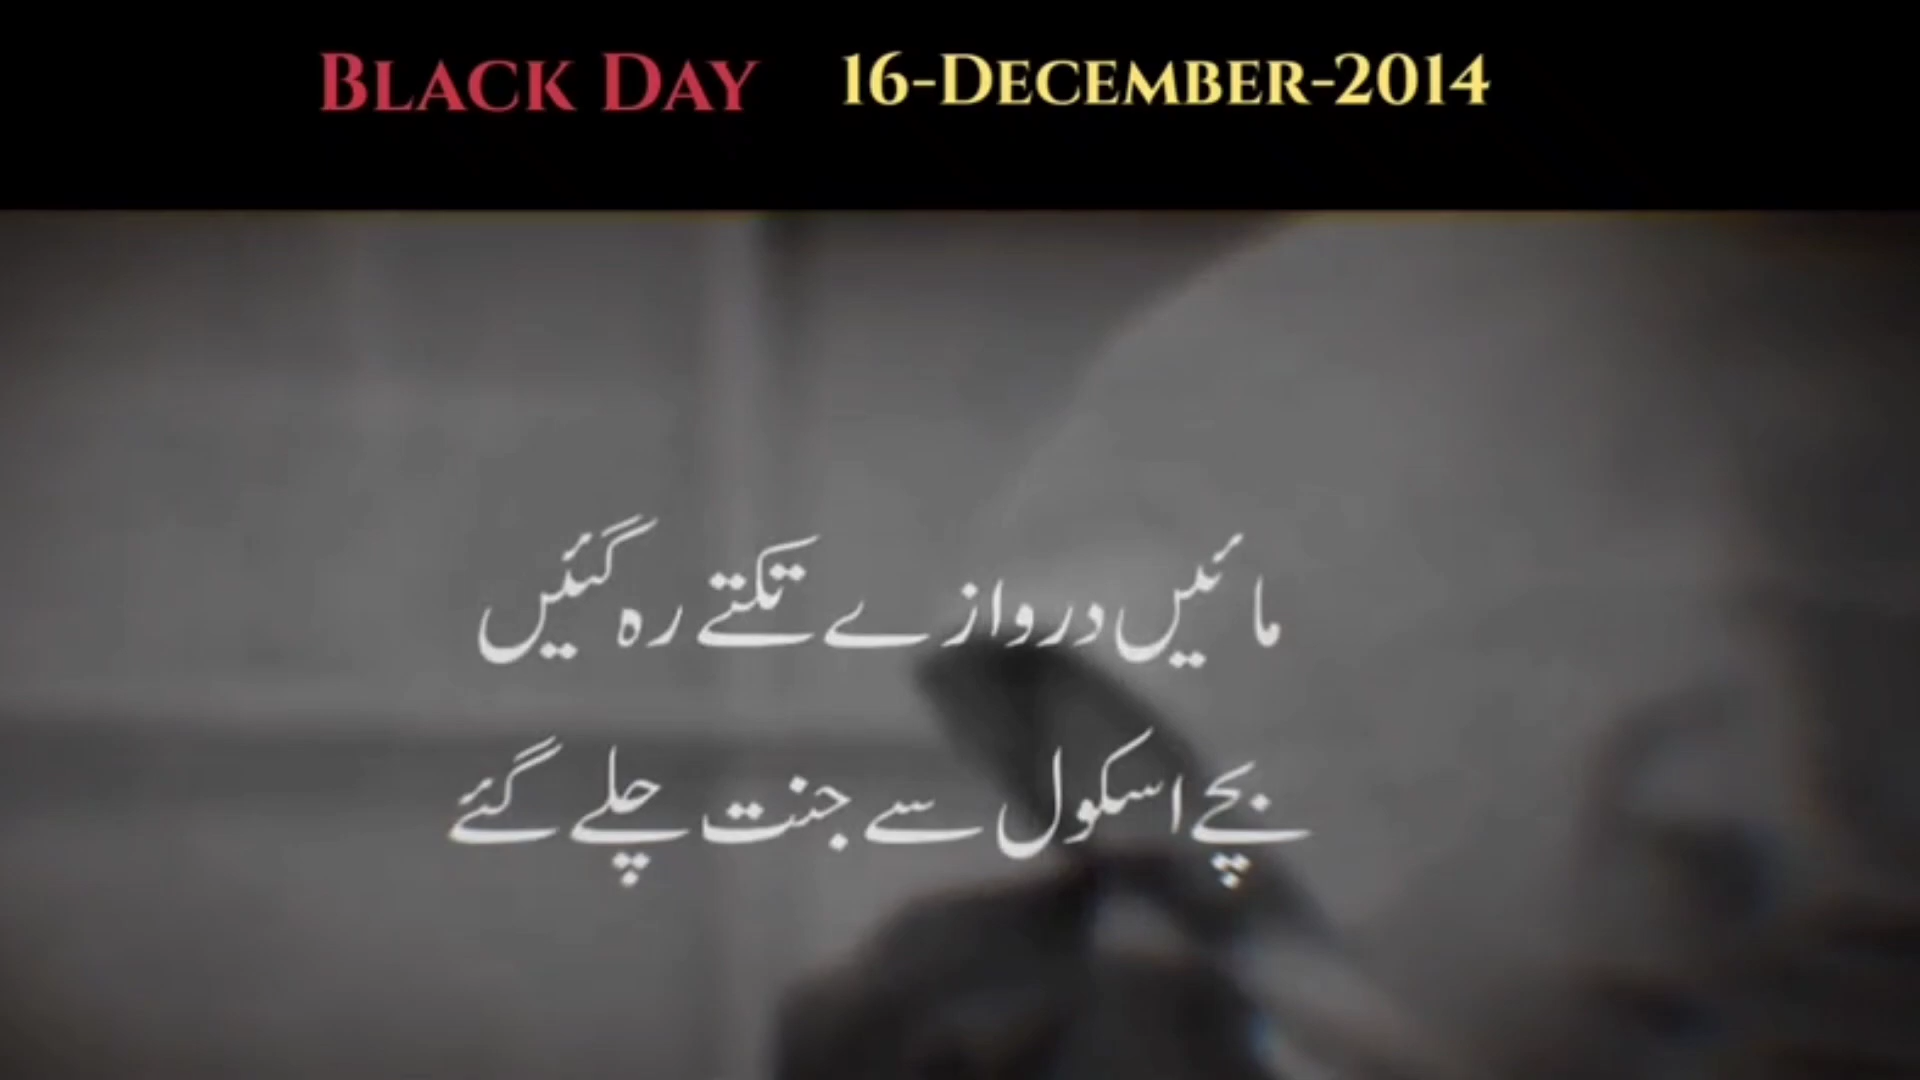 BLACK DAY 16-DECEMBER-2014
مائیں دروازے تکتے رہ گئیں
بچے اسکول سے جنت چلے گئے